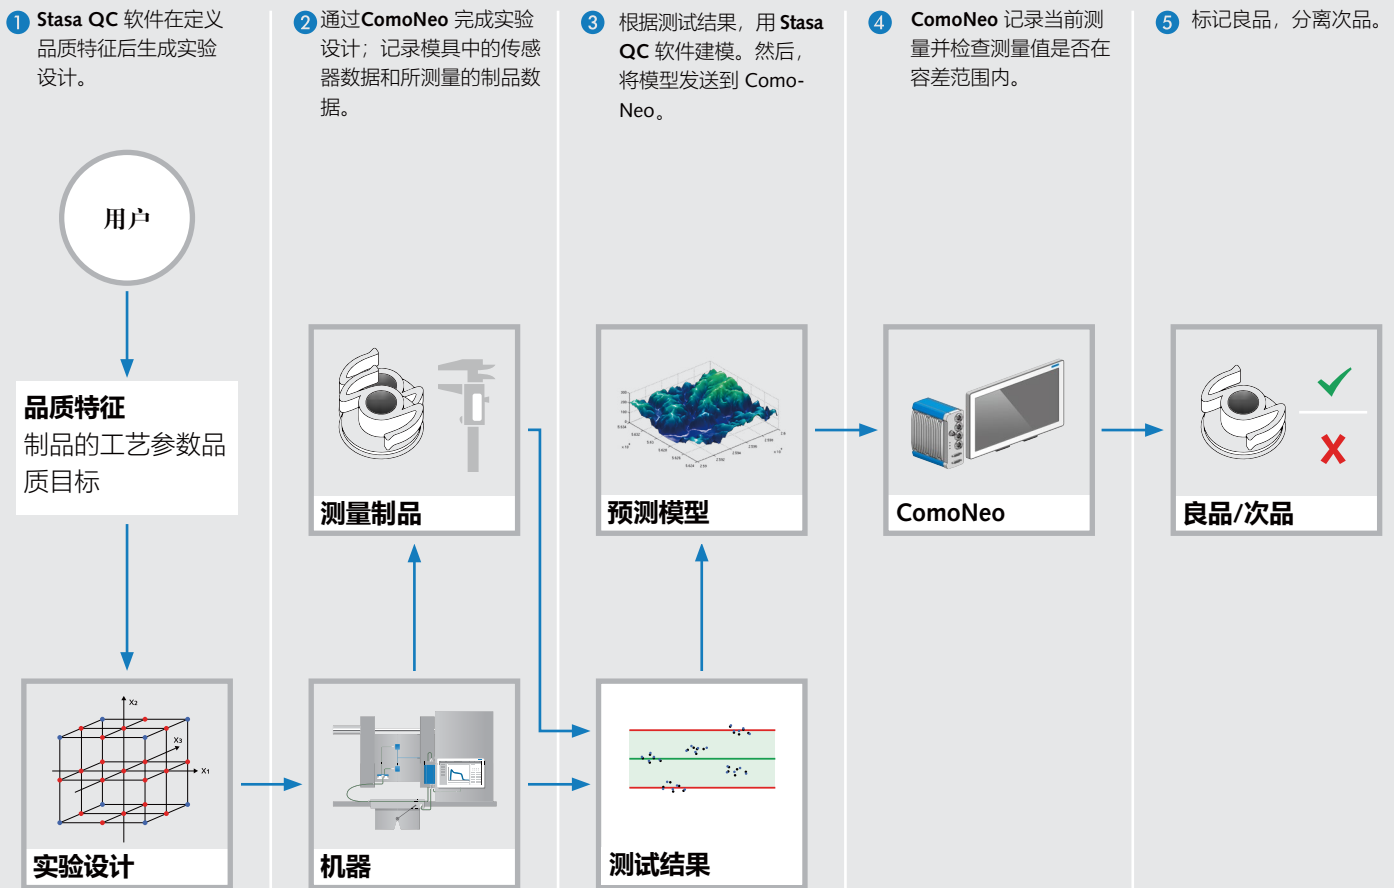 1 Stasa QC 软件在定义
品质特征后生成实验
设计。
2 通过ComoNeo 完成实验
设计；记录模具中的传感
器数据和所测量的制品数
据。
3 根据测试结果，用 Stasa
QC 软件建模。然后，
将模型发送到 Como-
Neo。
4 ComoNeo 记录当前测
量并检查测量值是否在
容差范围内。
5 标记良品，分离次品。
用户
品质特征
制品的工艺参数品
质目标
测量制品
预测模型
ComoNeo
良品/次品
X₂
X₃
X₁
实验设计
机器
测试结果